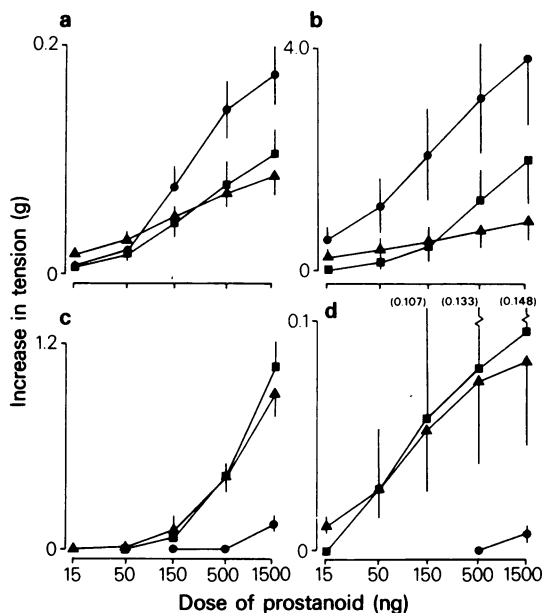 a
b
0.2
4.0
0
0
Increase in tension (g)
c
d
(0.107)
(0.133)
(0.148)
1.2
0.1
0
0
15 50 150 500 1500
15 50 150 500 1500
Dose of prostanoid (ng)